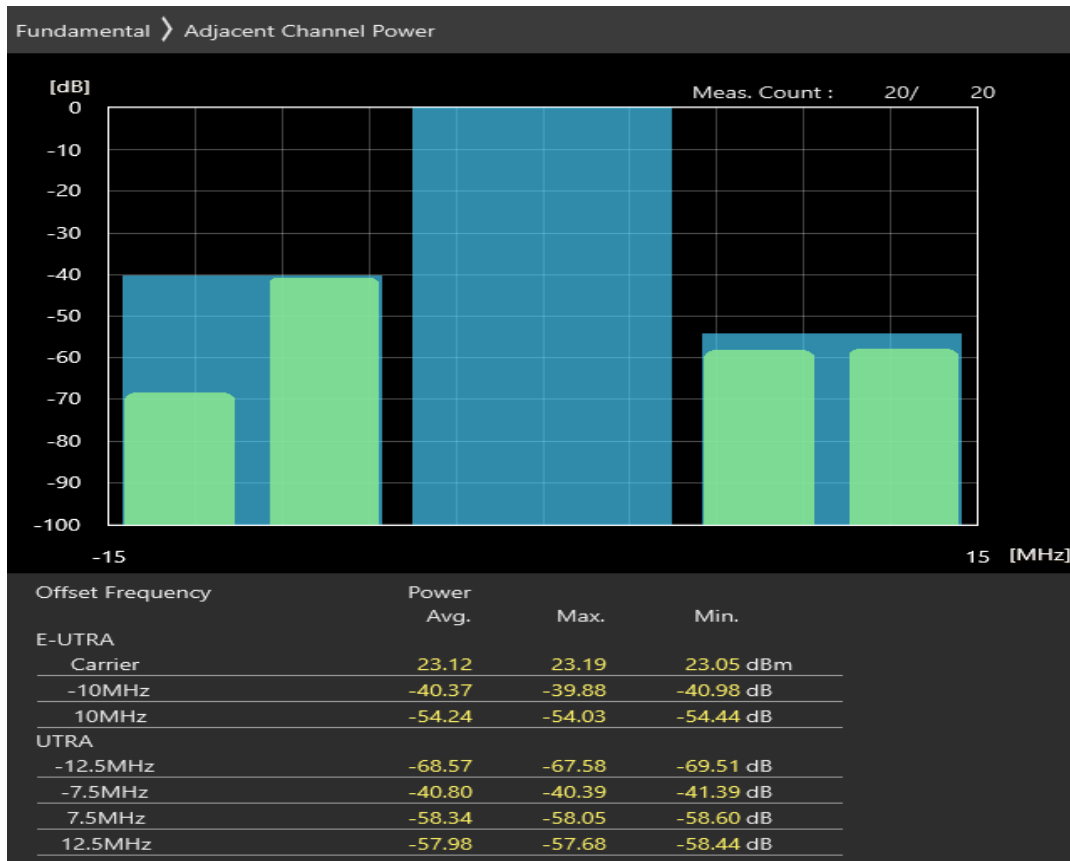 Fundamental ❯ Adjacent Channel Power
[dB]
Meas. Count : 20/ 20
0
-10
-20
-30
-40
-50
-60
-70
-80
-90
-100
-15 15 [MHz]
Offset Frequency Power
Avg. Max. Min.
E-UTRA
Carrier 23.12 23.19 23.05 dBm
-10MHz -40.37 -39.88 -40.98 dB
10MHz -54.24 -54.03 -54.44 dB
UTRA
-12.5MHz -68.57 -67.58 -69.51 dB
-7.5MHz -40.80 -40.39 -41.39 dB
7.5MHz -58.34 -58.05 -58.60 dB
12.5MHz -57.98 -57.68 -58.44 dB